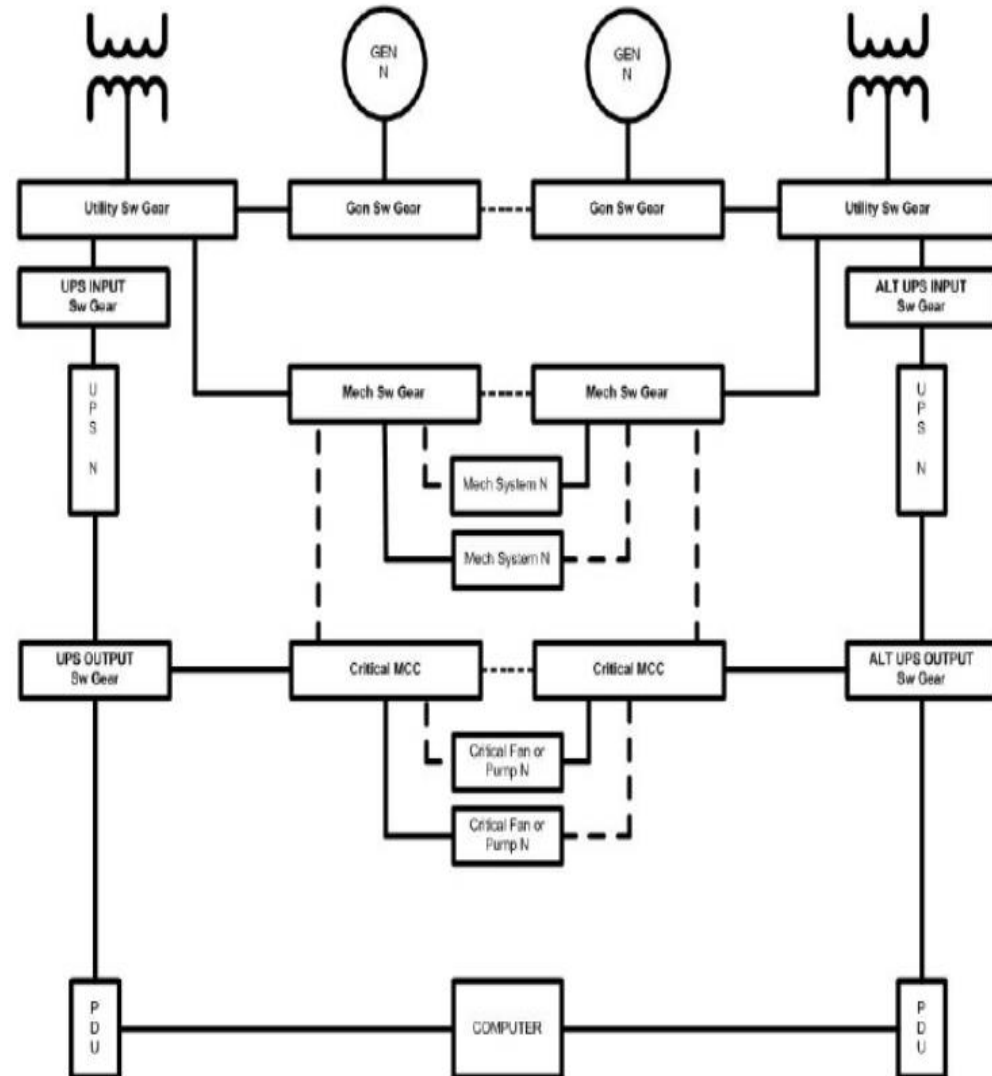 GEN
N
GEN
N
Utility Sw Gear
Gen Sw Gear
Gen Sw Gear
Utility Sw Gear
UPS INPUT
Sw Gear
ALT UPS INPUT
Sw Gear
U
P
S
N
Mech Sw Gear
Mech Sw Gear
U
P
S
N
Mech System N
Mech System N
UPS OUTPUT
Sw Gear
Critical MCC
Critical MCC
ALT UPS OUTPUT
Sw Gear
Critical Fan or
Pump N
Critical Fan or
Pump N
P
D
U
COMPUTER
P
D
U